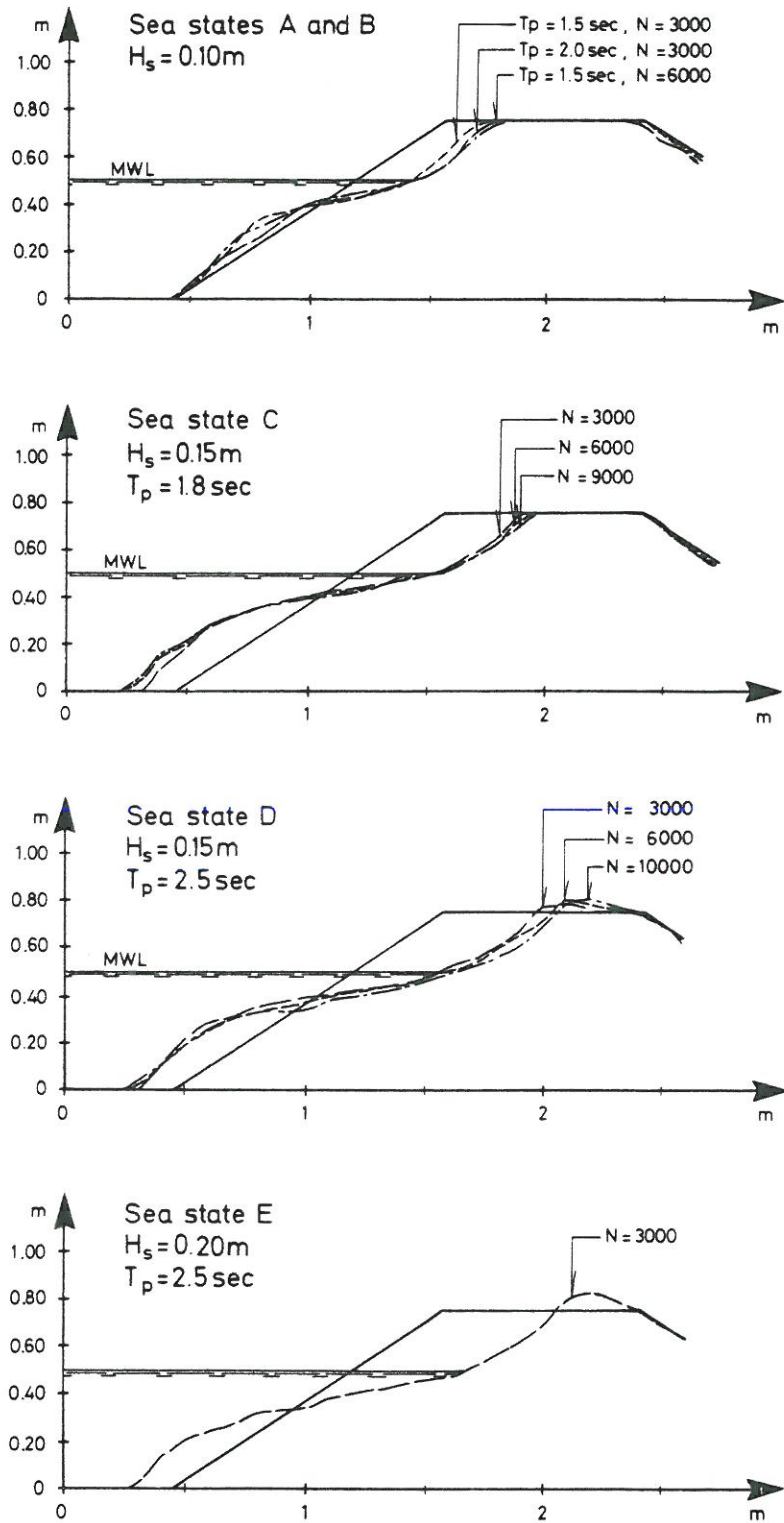 m
Sea states A and B
Hs = 0.10m
Tp = 1.5 sec , N = 3000
Tp = 2.0 sec , N = 3000
Tp = 1.5 sec , N = 6000
1.00
0.80
0.60
MWL
0.40
0.20
0
0 1 2
m
m
Sea state C
Hs = 0.15m
Tp = 1.8 sec
N = 3000
N = 6000
N = 9000
1.00
0.80
0.60
MWL
0.40
0.20
0
0 1 2
m
m
Sea state D
Hs = 0.15m
Tp = 2.5 sec
N = 3000
N = 6000
N = 10000
1.00
0.80
0.60
MWL
0.40
0.20
0
0 1 2
m
m
Sea state E
Hs = 0.20m
Tp = 2.5 sec
N = 3000
1.00
0.80
0.60
0.40
0.20
0
0 1 2
m